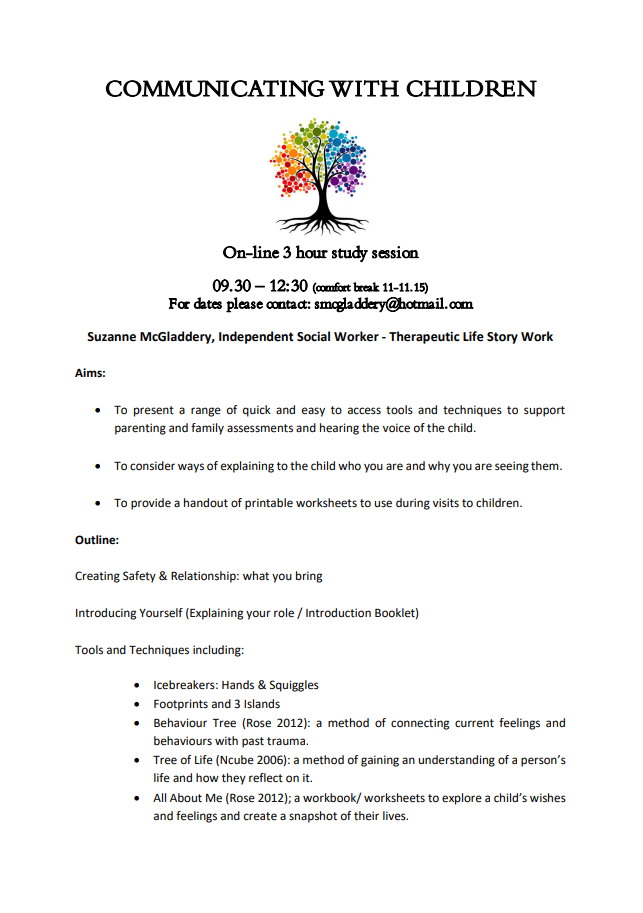 COMMUNICATING WITH CHILDREN
On-line 3 hour study session
09.30 – 12:30 (comfort break 11-11.15)
For dates please contact: smcgladdery@hotmail.com
Suzanne McGladdery, Independent Social Worker - Therapeutic Life Story Work
Aims:
• To present a range of quick and easy to access tools and techniques to support
parenting and family assessments and hearing the voice of the child.
• To consider ways of explaining to the child who you are and why you are seeing them.
• To provide a handout of printable worksheets to use during visits to children.
Outline:
Creating Safety & Relationship: what you bring
Introducing Yourself (Explaining your role / Introduction Booklet)
Tools and Techniques including:
• Icebreakers: Hands & Squiggles
• Footprints and 3 Islands
• Behaviour Tree (Rose 2012): a method of connecting current feelings and
behaviours with past trauma.
• Tree of Life (Ncube 2006): a method of gaining an understanding of a person’s
life and how they reflect on it.
• All About Me (Rose 2012); a workbook/ worksheets to explore a child’s wishes
and feelings and create a snapshot of their lives.